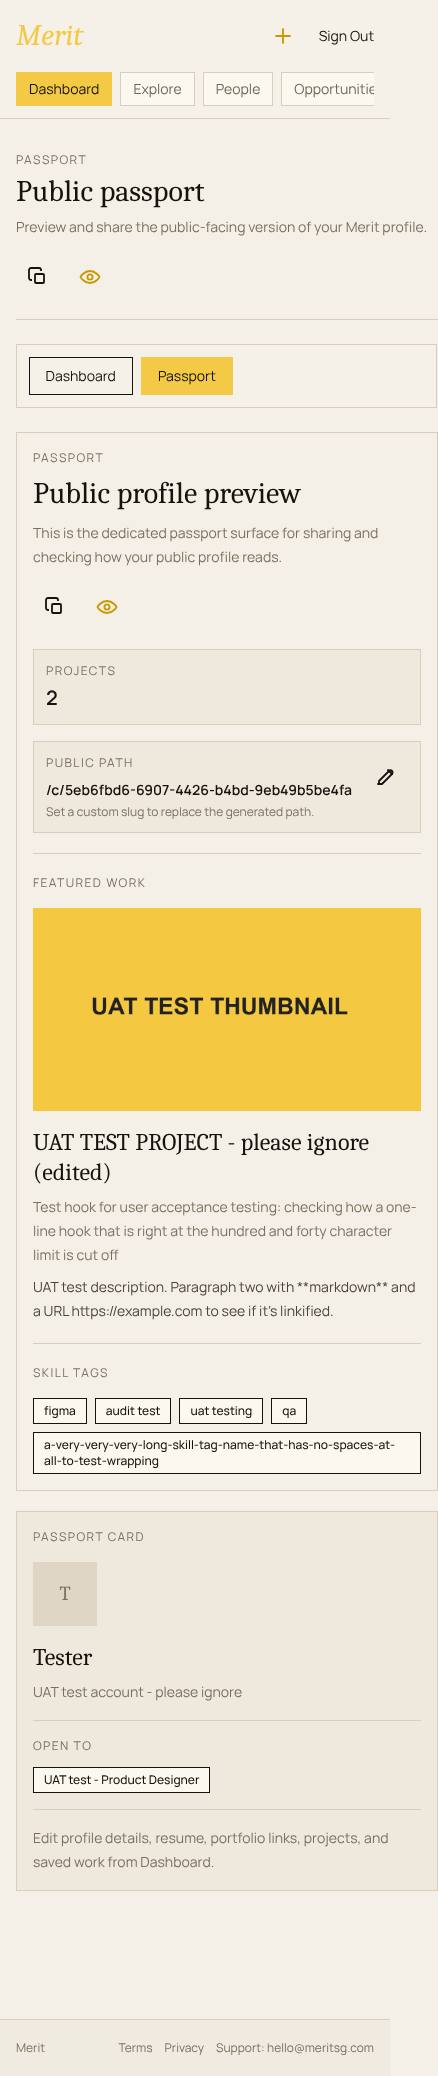 Merit
Sign Out
Dashboard
Explore
People
Opportunitie
PASSPORT
Public passport
Preview and share the public-facing version of your Merit profile.
Dashboard
Passport
PASSPORT
Public profile preview
This is the dedicated passport surface for sharing and
checking how your public profile reads.
PROJECTS
2
PUBLIC PATH
/c/5eb6fbd6-6907-4426-b4bd-9eb49b5be4fa
Set a custom slug to replace the generated path.
FEATURED WORK
UAT TEST THUMBNAIL
UAT TEST PROJECT - please ignore
(edited)
Test hook for user acceptance testing: checking how a one-
line hook that is right at the hundred and forty character
limit is cut off
UAT test description. Paragraph two with **markdown** and
a URL https://example.com to see if it's linkified.
SKILL TAGS
figma
audit test
uat testing
qa
a-very-very-very-long-skill-tag-name-that-has-no-spaces-at-
all-to-test-wrapping
PASSPORT CARD
T
Tester
UAT test account - please ignore
OPEN TO
UAT test - Product Designer
Edit profile details, resume, portfolio links, projects, and
saved work from Dashboard.
Merit
Terms
Privacy
Support: hello@meritsg.com